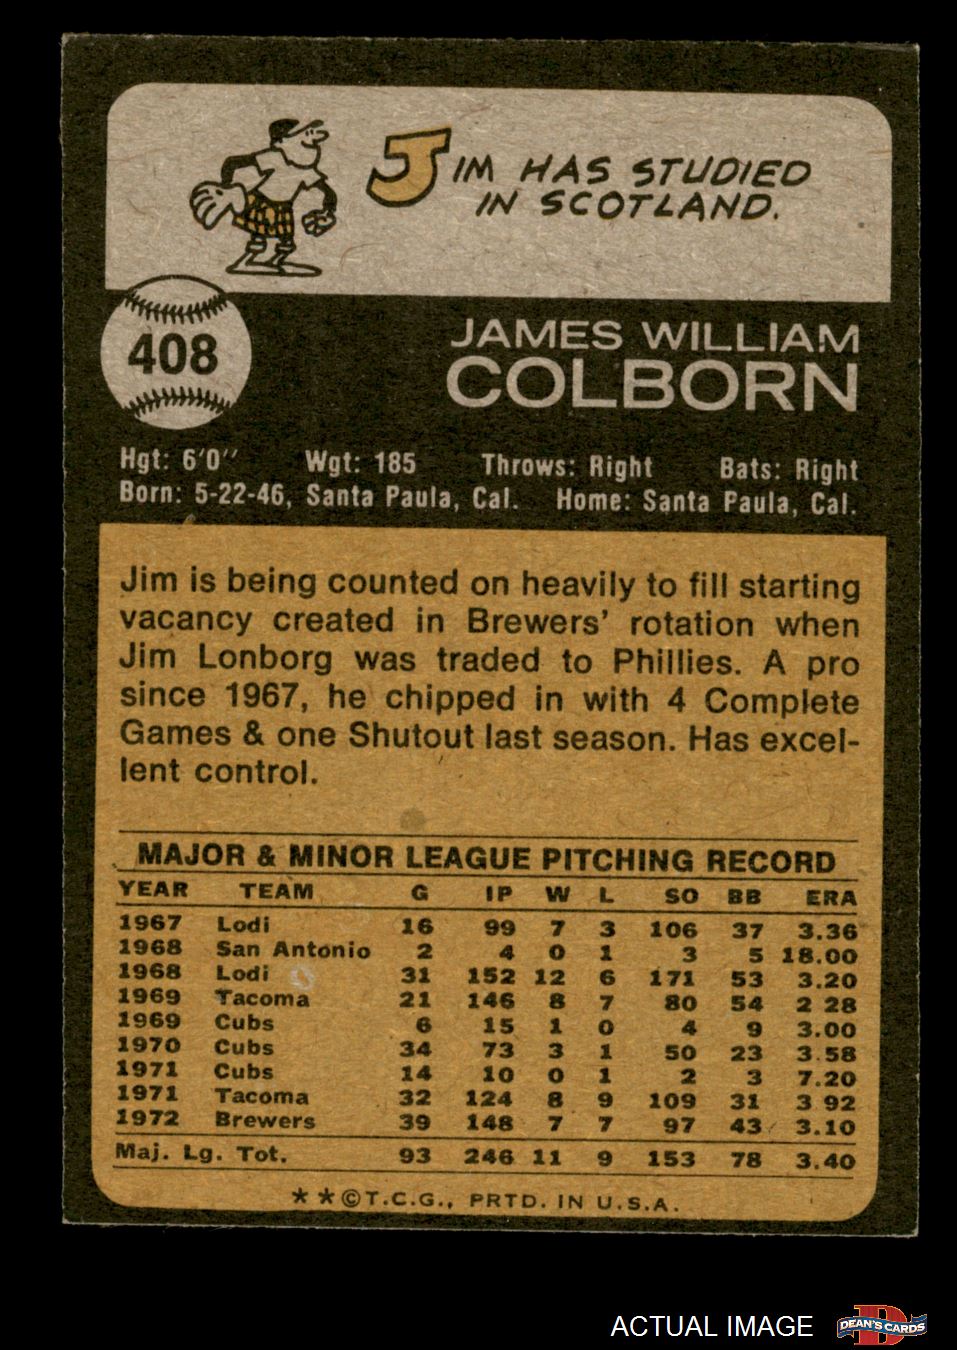 JIM HAS STUDIED
IN SCOTLAND.
408
JAMES WILLIAM
COLBORN
Hgt: 6'0" Wgt: 185 Throws: Right Bats: Right
Born: 5-22-46, Santa Paula, Cal. Home: Santa Paula, Cal.
Jim is being counted on heavily to fill starting
vacancy created in Brewers' rotation when
Jim Lonborg was traded to Phillies. A pro
since 1967, he chipped in with 4 Complete
Games & one Shutout last season. Has excel-
lent control.
MAJOR & MINOR LEAGUE PITCHING RECORD
YEAR TEAM G IP W L SO BB ERA
1967 Lodi 16 99 7 3 106 37 3.36
1968 San Antonio 2 4 0 1 3 5 18.00
1968 Lodi 31 152 12 6 171 53 3.20
1969 Tacoma 21 146 8 7 80 54 2 28
1969 Cubs 6 15 1 0 4 9 3.00
1970 Cubs 34 73 3 1 50 23 3.58
1971 Cubs 14 10 0 1 2 3 7.20
1971 Tacoma 32 124 8 9 109 31 3 92
1972 Brewers 39 148 7 7 97 43 3.10
Maj. Lg. Tot. 93 246 11 9 153 78 3.40
**©T.C.G., PRTD. IN U.S.A.
ACTUAL IMAGE
DEAN'S CARDS